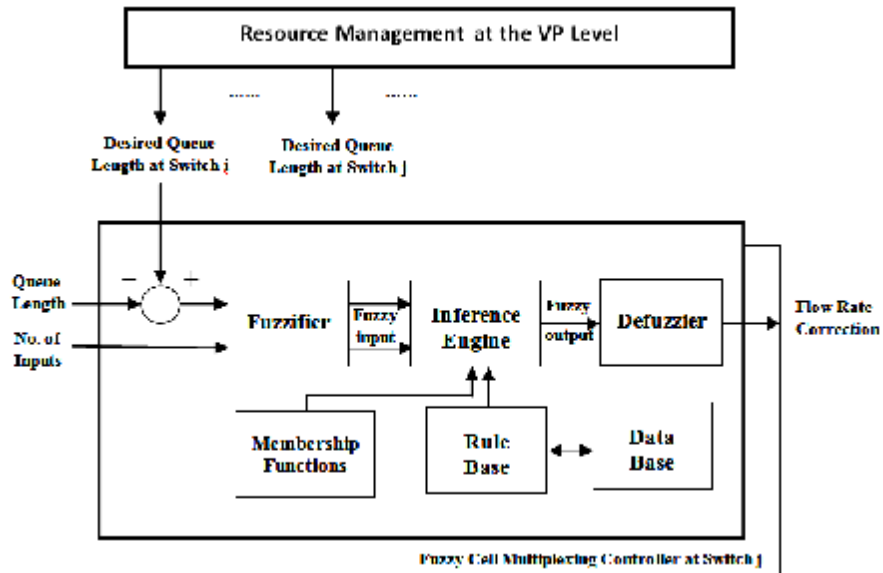 Resource Management at the VP Level
...... ......
Desired Queue
Length at Switch j
Desired Queue
Length at Switch j
− +
Queue
Length
No. of
Inputs
Fuzzifier
Fuzzy
input
Inference
Engine
Fuzzy
output
Defuzzier
Flow Rate
Correction
Membership
Functions
Rule
Base
Data
Base
Fuzzy Cell Multiplexing Controller at Switch j